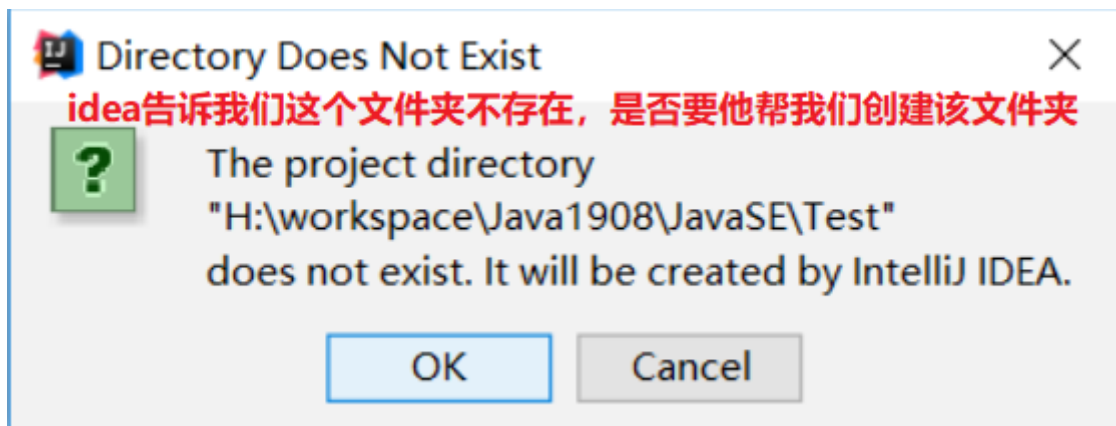 Directory Does Not Exist
idea告诉我们这个文件夹不存在，是否要他帮我们创建该文件夹
The project directory
"H:\workspace\Java1908\JavaSE\Test"
does not exist. It will be created by IntelliJ IDEA.
OK
Cancel